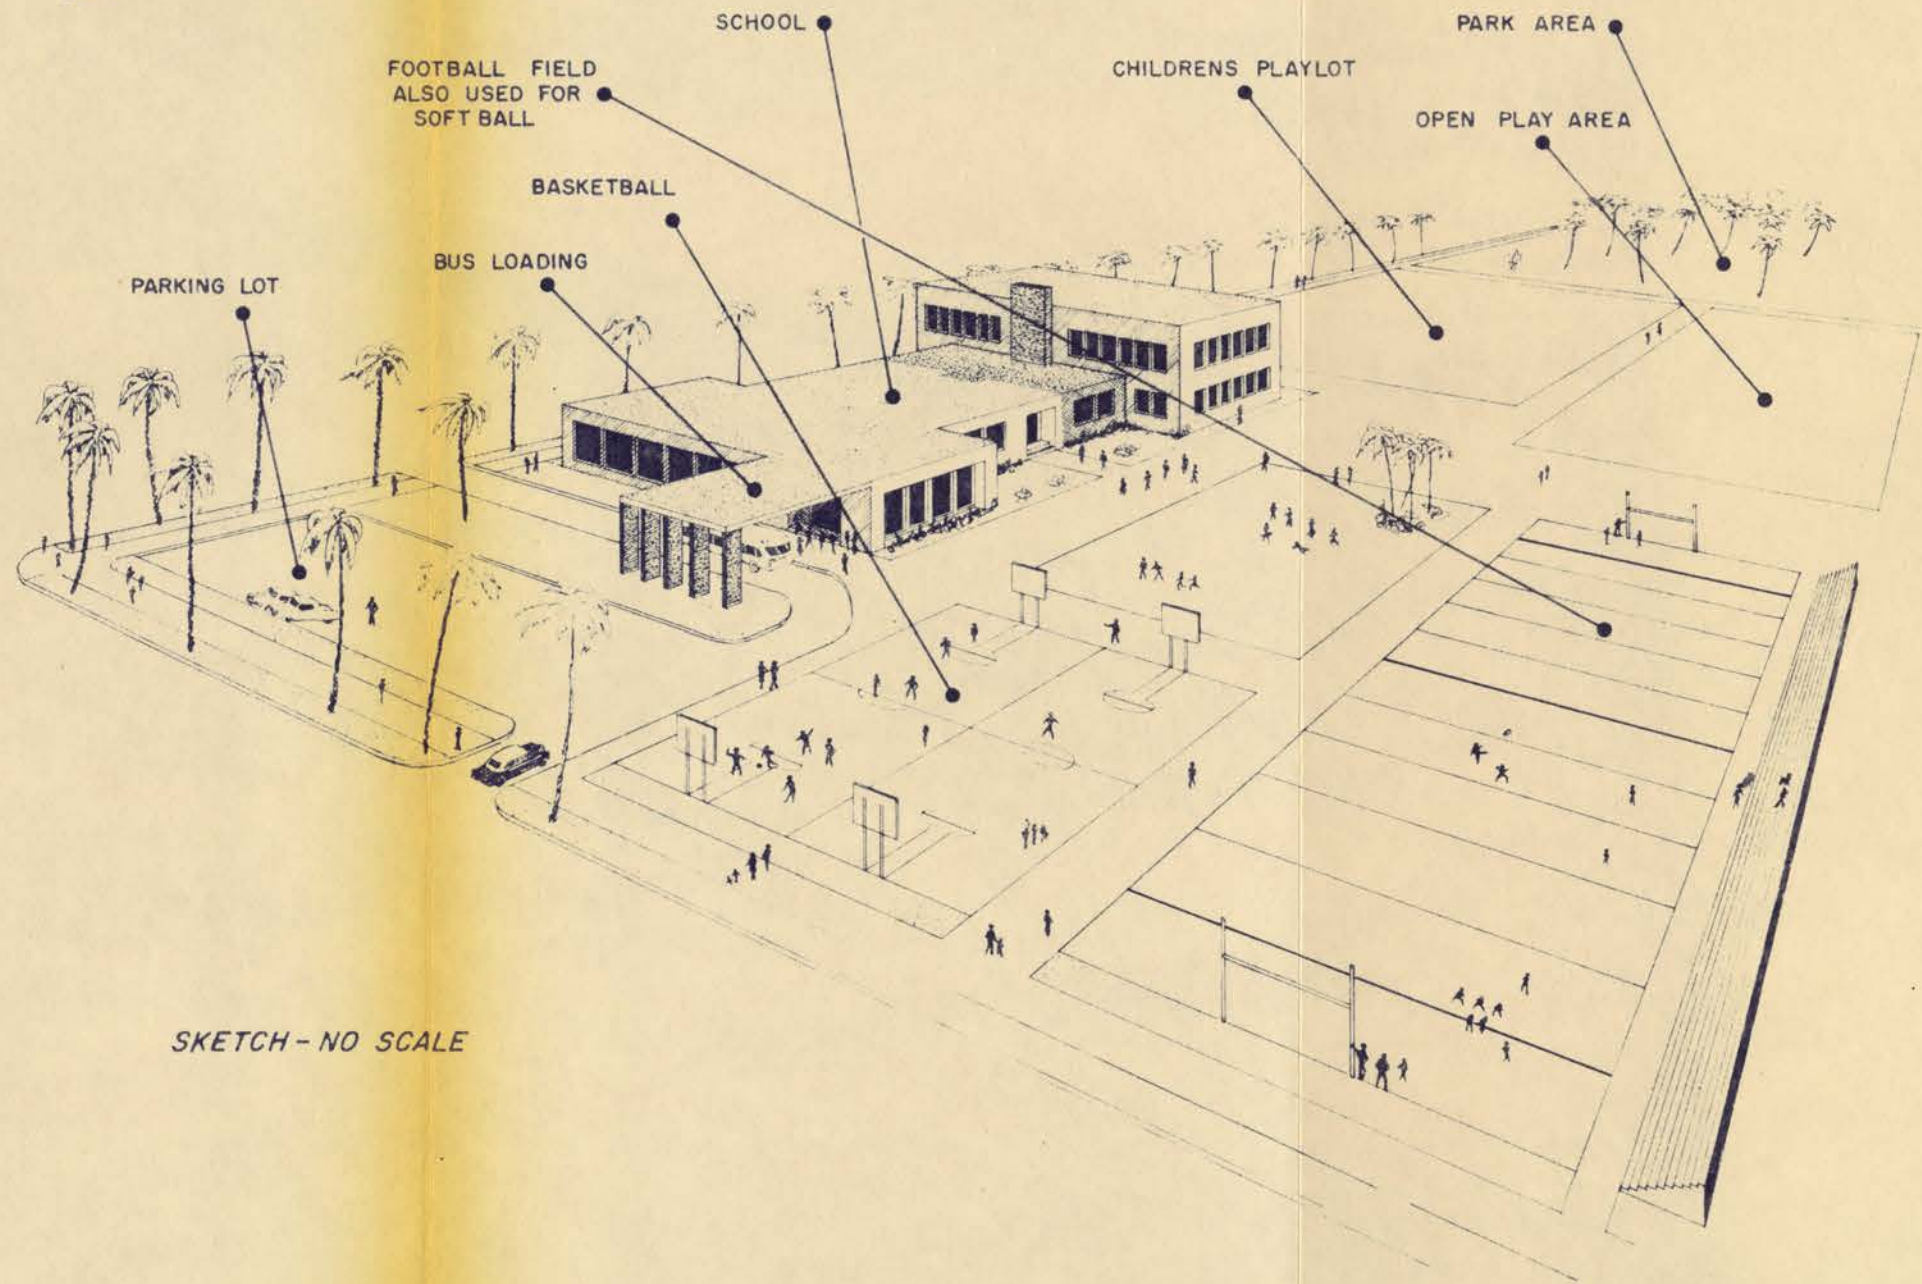 SCHOOL
PARK AREA
FOOTBALL FIELD
ALSO USED FOR
SOFT BALL
CHILDRENS PLAYLOT
OPEN PLAY AREA
BASKETBALL
BUS LOADING
PARKING LOT
SKETCH - NO SCALE